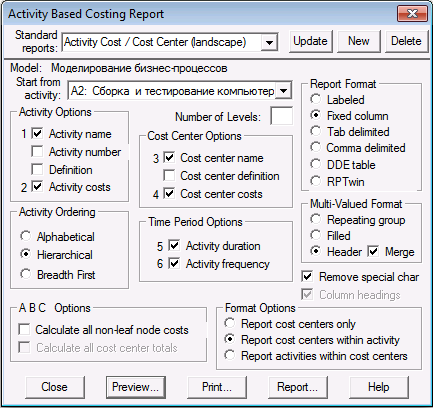 Activity Based Costing Report
Standard reports: Activity Cost / Cost Center (landscape) Update New Delete
Model: Моделирование бизнес-процессов
Start from activity: A2: Сборка и тестирование компьютер
Number of Levels:
Activity Options
1 Activity name
Activity number
Definition
2 Activity costs
Cost Center Options
3 Cost center name
Cost center definition
4 Cost center costs
Report Format
Labeled
Fixed column
Tab delimited
Comma delimited
DDE table
RPTwin
Activity Ordering
Alphabetical
Hierarchical
Breadth First
Time Period Options
5 Activity duration
6 Activity frequency
Multi-Valued Format
Repeating group
Filled
Header Merge
Remove special char
Column headings
A B C Options
Calculate all non-leaf node costs
Calculate all cost center totals
Format Options
Report cost centers only
Report cost centers within activity
Report activities within cost centers
Close Preview... Print... Report... Help